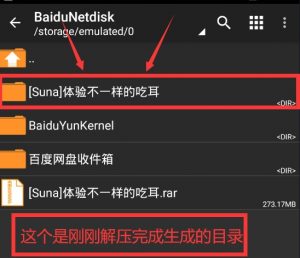 BaiduNetdisk
/storage/emulated/0
..
[Suna]体验不一样的吃耳
<DIR>
BaiduYunKernel
<DIR>
百度网盘收件箱
<DIR>
[Suna]体验不一样的吃耳.rar
273.17MB
这个是刚刚解压完成生成的目录